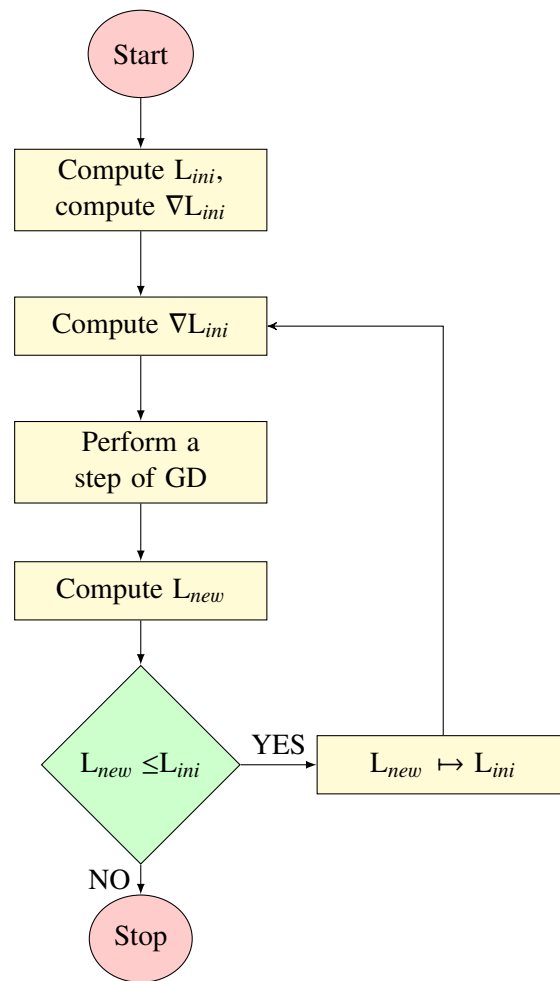 Start
Compute L_ini,
compute ∇L_ini
Compute ∇L_ini
Perform a
step of GD
Compute L_new
L_new ≤L_ini
YES
L_new ↦ L_ini
NO
Stop